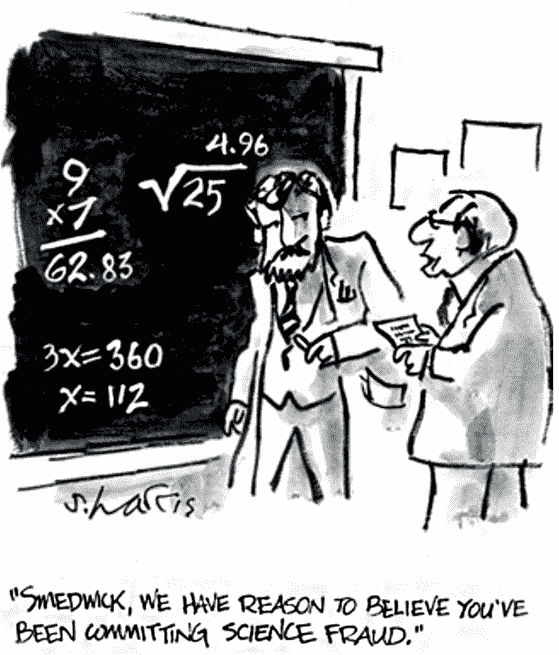 9
×7
62.83
4.96
√25
3x=360
x=112
s.harris
"SMEDWICK, WE HAVE REASON TO BELIEVE YOU'VE
BEEN COMMITTING SCIENCE FRAUD."